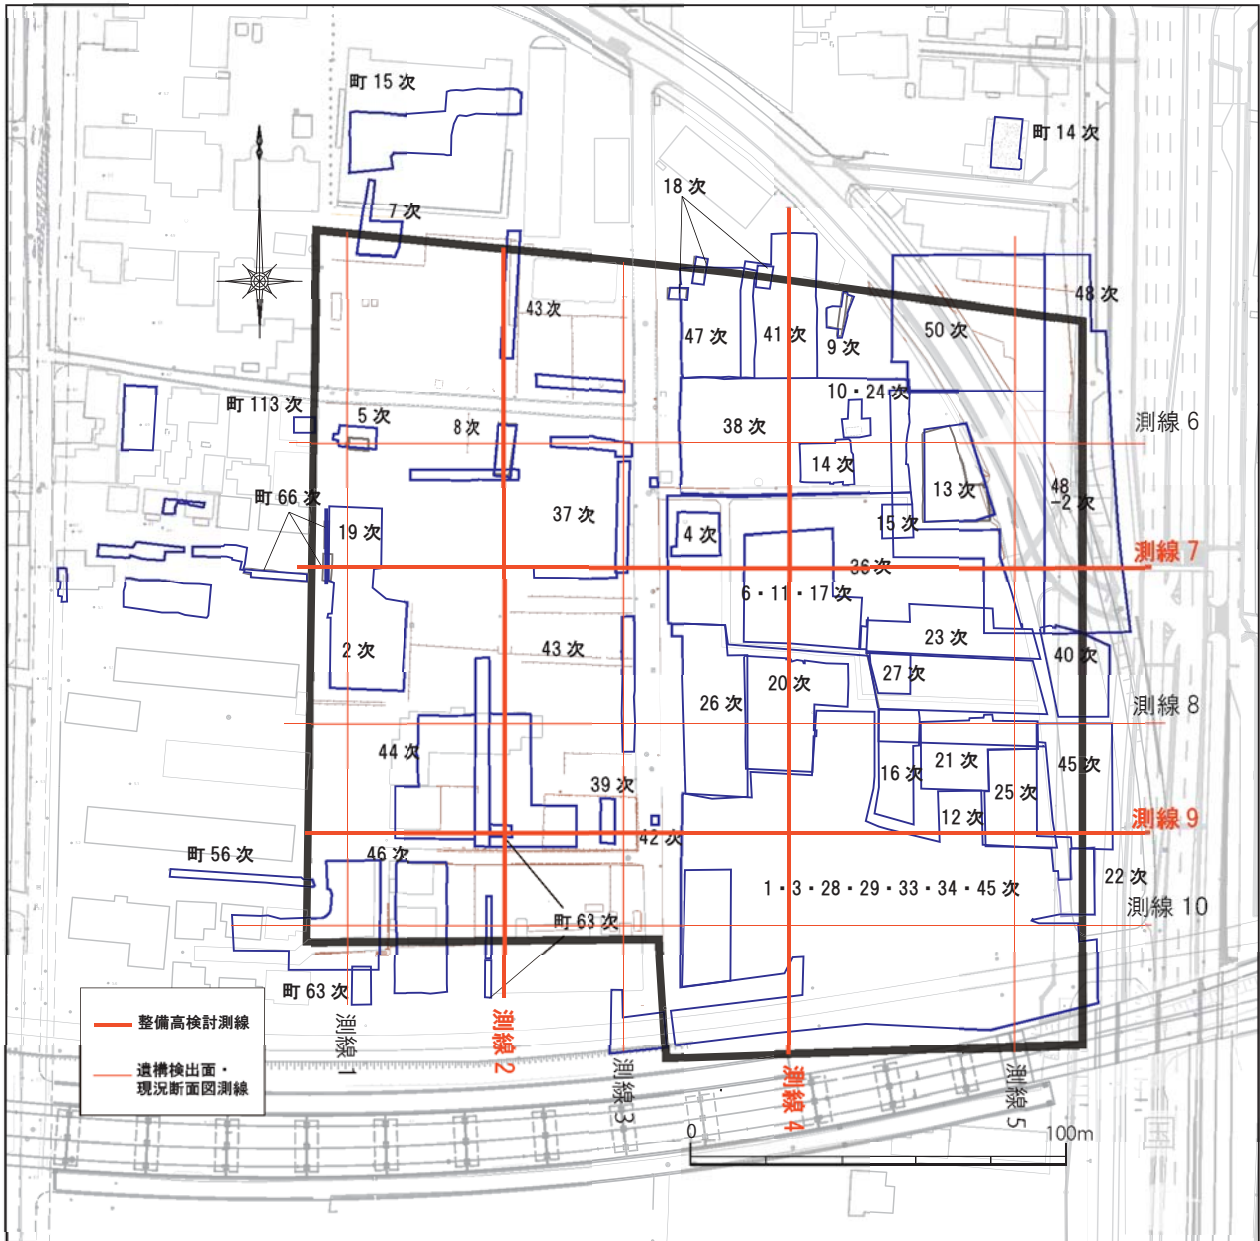 町 15 次
町 14 次
18 次
7 次
43 次
48 次
47 次
41 次
9 次
50 次
町 113 次
5 次
8 次
38 次
10・24 次
測線 6
14 次
13 次
48
-2 次
町 66 次
19 次
37 次
4 次
15 次
測線 7
36 次
6・11・17 次
2 次
43 次
23 次
40 次
27 次
20 次
26 次
測線 8
44 次
39 次
16 次
21 次
25 次
45 次
12 次
測線 9
42 次
町 56 次
46 次
1・3・28・29・33・34・45 次
22 次
測線 10
町 63 次
町 63 次
整備高検討測線
遺構検出面・
現況断面図測線
測線 1
測線 2
測線 3
測線 4
測線 5
0
100m
国